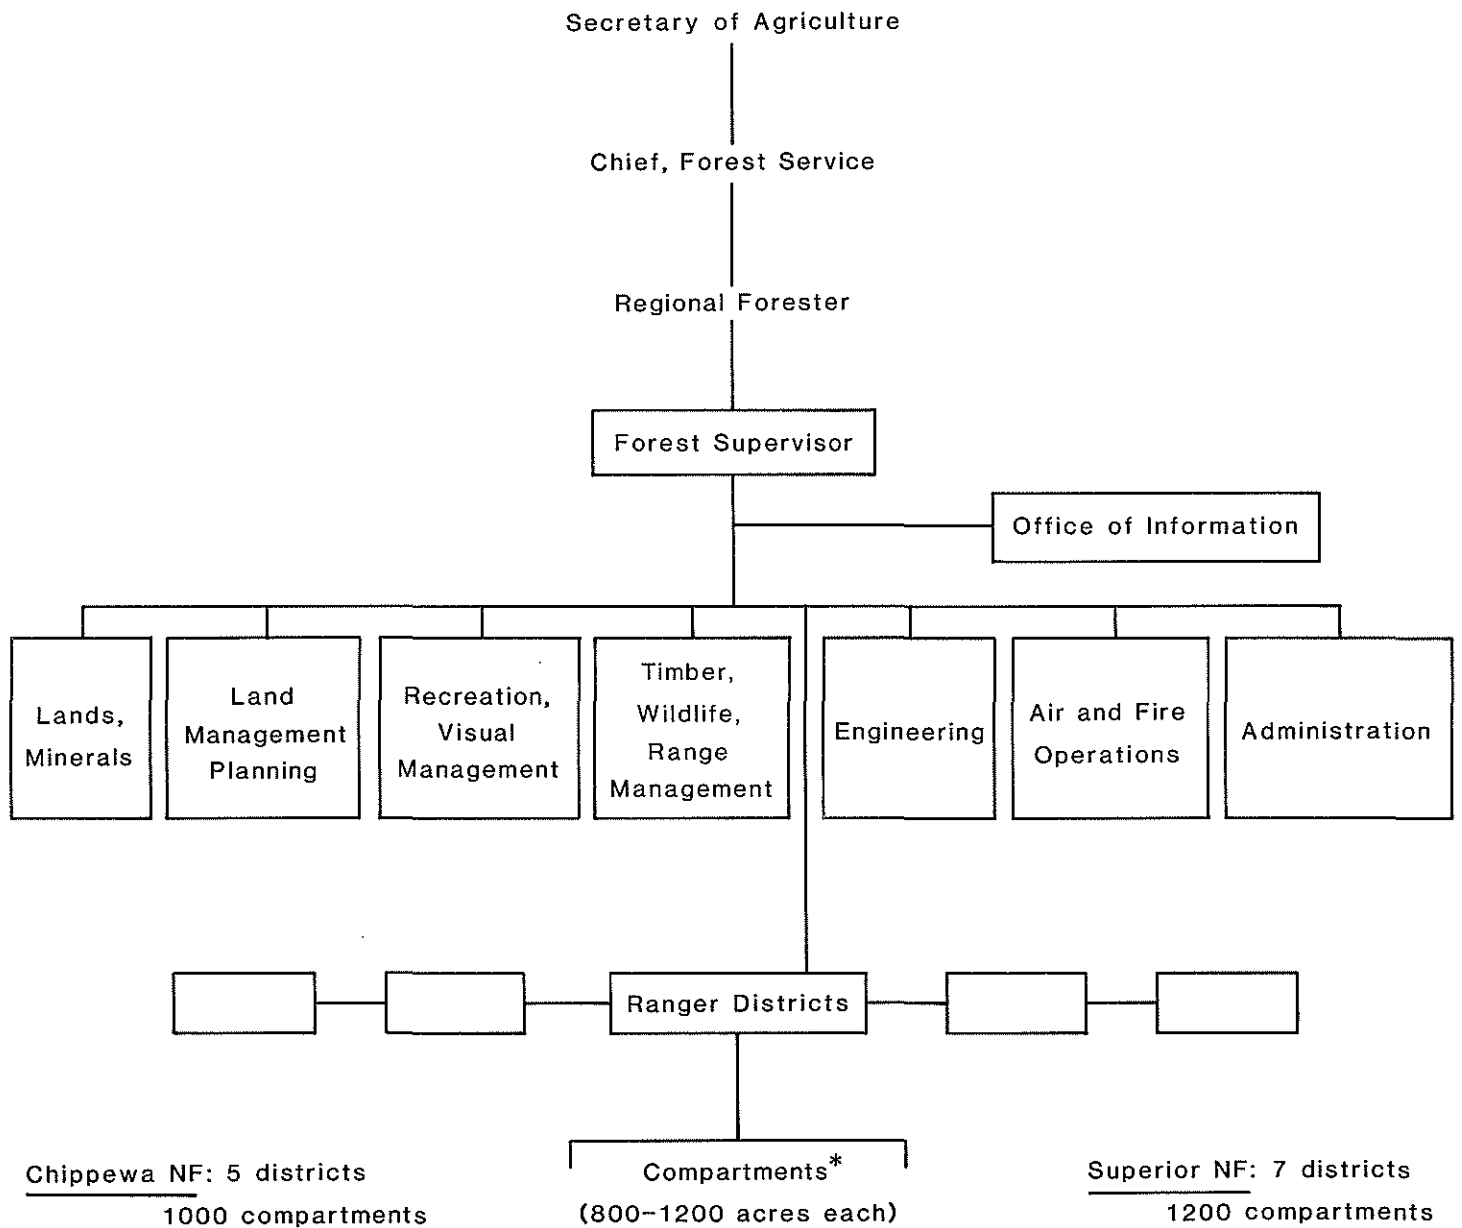 Secretary of Agriculture
Chief, Forest Service
Regional Forester
Forest Supervisor
Office of Information
Lands,
Minerals
Land
Management
Planning
Recreation,
Visual
Management
Timber,
Wildlife,
Range
Management
Engineering
Air and Fire
Operations
Administration
Ranger Districts
Chippewa NF: 5 districts
1000 compartments
Compartments*
(800-1200 acres each)
Superior NF: 7 districts
1200 compartments